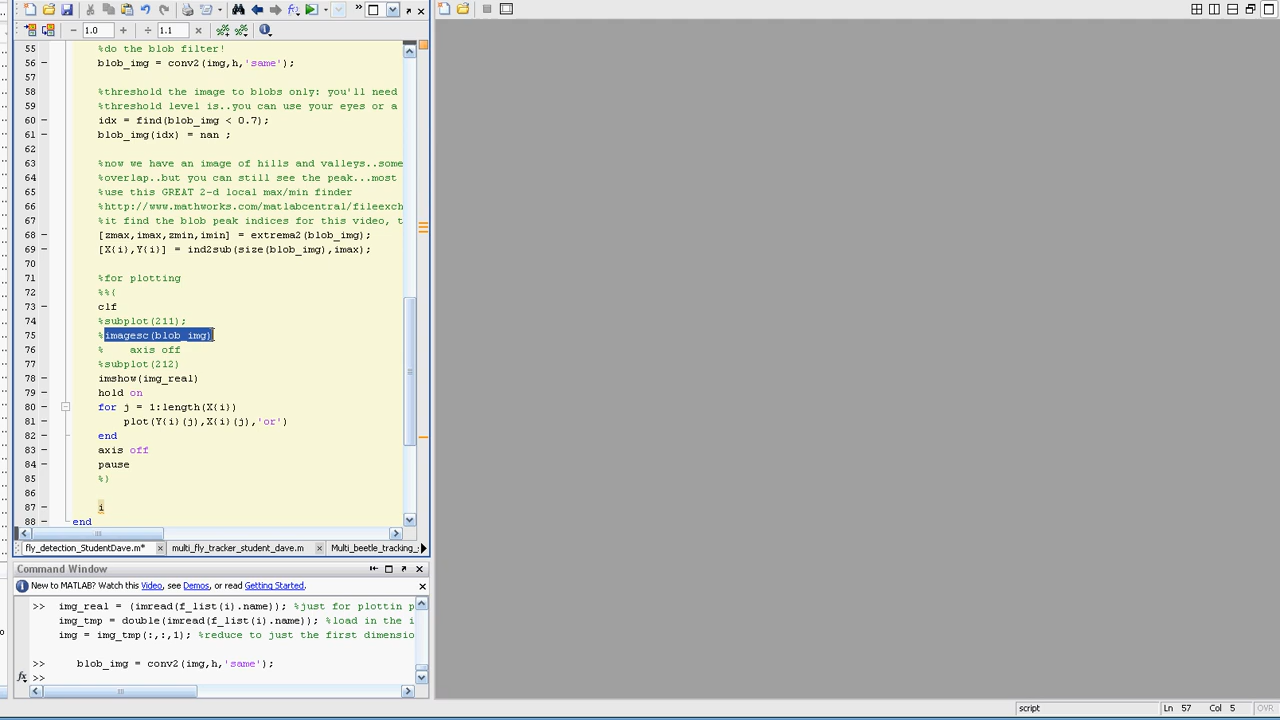 1.0
1.1
55 %do the blob filter!
56 blob_img = conv2(img,h,'same');
57
58 %threshold the image to blobs only: you'll need
59 %threshold level is..you can use your eyes or a
60 idx = find(blob_img < 0.7);
61 blob_img(idx) = nan ;
62
63 %now we have an image of hills and valleys..some
64 %overlap..but you can still see the peak...most
65 %use this GREAT 2-d local max/min finder
66 %http://www.mathworks.com/matlabcentral/fileexch
67 %it find the blob peak indices for this video, t
68 [zmax,imax,zmin,imin] = extrema2(blob_img);
69 [X{i},Y{i}] = ind2sub(size(blob_img),imax);
70
71 %for plotting
72 %%{
73 clf
74 %subplot(211);
75 %imagesc(blob_img)
76 % axis off
77 %subplot(212)
78 imshow(img_real)
79 hold on
80 for j = 1:length(X{i})
81 plot(Y{i}(j),X{i}(j),'or')
82 end
83 axis off
84 pause
85 %}
86
87 i
88 end
fly_detection_StudentDave.m*
multi_fly_tracker_student_dave.m
Multi_beetle_tracking_
Command Window
New to MATLAB? Watch this Video, see Demos, or read Getting Started.
>> img_real = (imread(f_list(i).name)); %just for plottin p
img_tmp = double(imread(f_list(i).name)); %load in the i
img = img_tmp(:,:,1); %reduce to just the first dimensio
>> blob_img = conv2(img,h,'same');
fx >>
script
Ln 57 Col 5
OVR